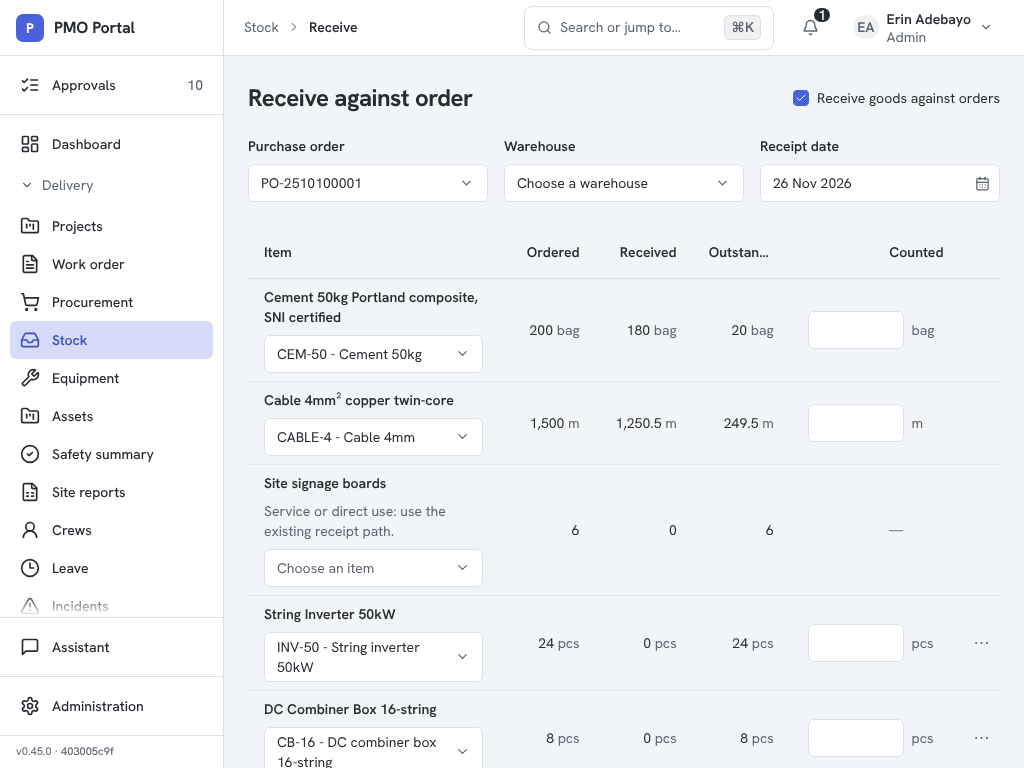 P PMO Portal
Stock Receive
Search or jump to... ⌘K
1
EA Erin Adebayo
Admin
Approvals 10
Dashboard
Delivery
Projects
Work order
Procurement
Stock
Equipment
Assets
Safety summary
Site reports
Crews
Leave
Incidents
Assistant
Administration
v0.45.0 · 403005c9f
Receive against order
Receive goods against orders
Purchase order Warehouse Receipt date
PO-2510100001 Choose a warehouse 26 Nov 2026
Item Ordered Received Outstan... Counted
Cement 50kg Portland composite,
SNI certified
CEM-50 - Cement 50kg
200 bag 180 bag 20 bag bag
Cable 4mm² copper twin-core
CABLE-4 - Cable 4mm
1,500 m 1,250.5 m 249.5 m m
Site signage boards
Service or direct use: use the
existing receipt path.
Choose an item
6 0 6 —
String Inverter 50kW
INV-50 - String inverter
50kW
24 pcs 0 pcs 24 pcs pcs ...
DC Combiner Box 16-string
CB-16 - DC combiner box
16-string
8 pcs 0 pcs 8 pcs pcs ...